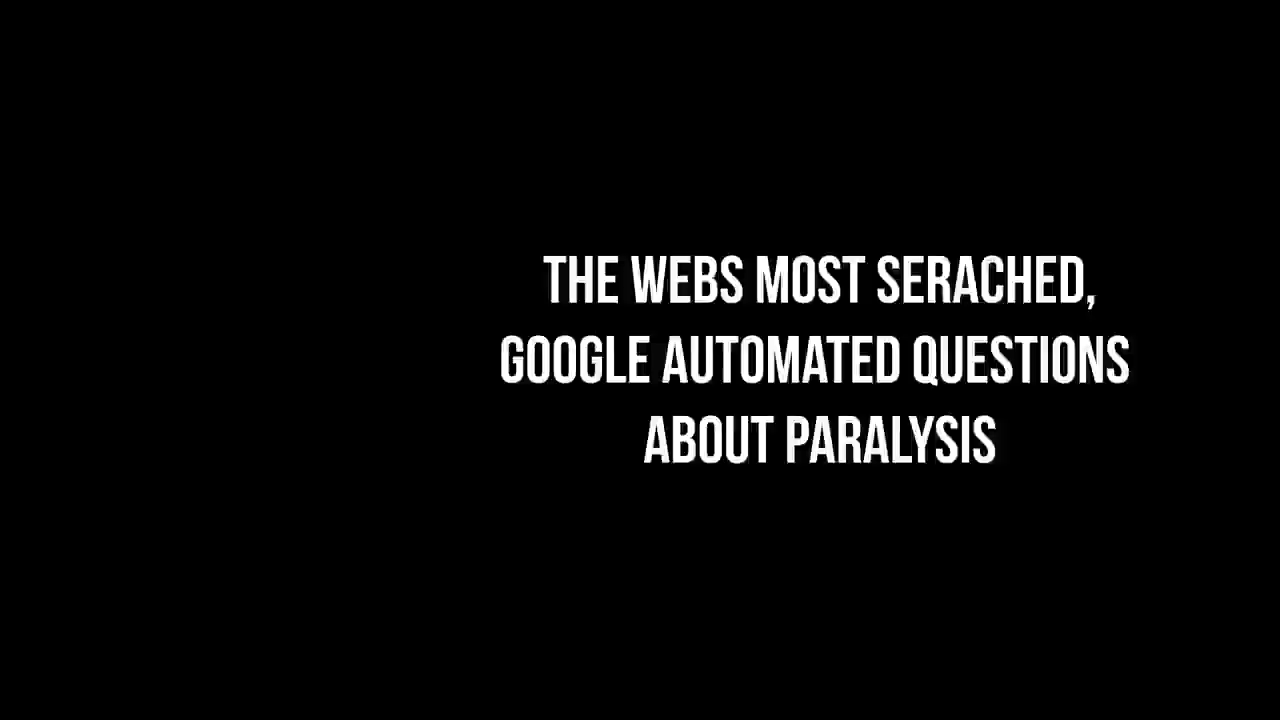 THE WEBS MOST SERACHED,
GOOGLE AUTOMATED QUESTIONS
ABOUT PARALYSIS